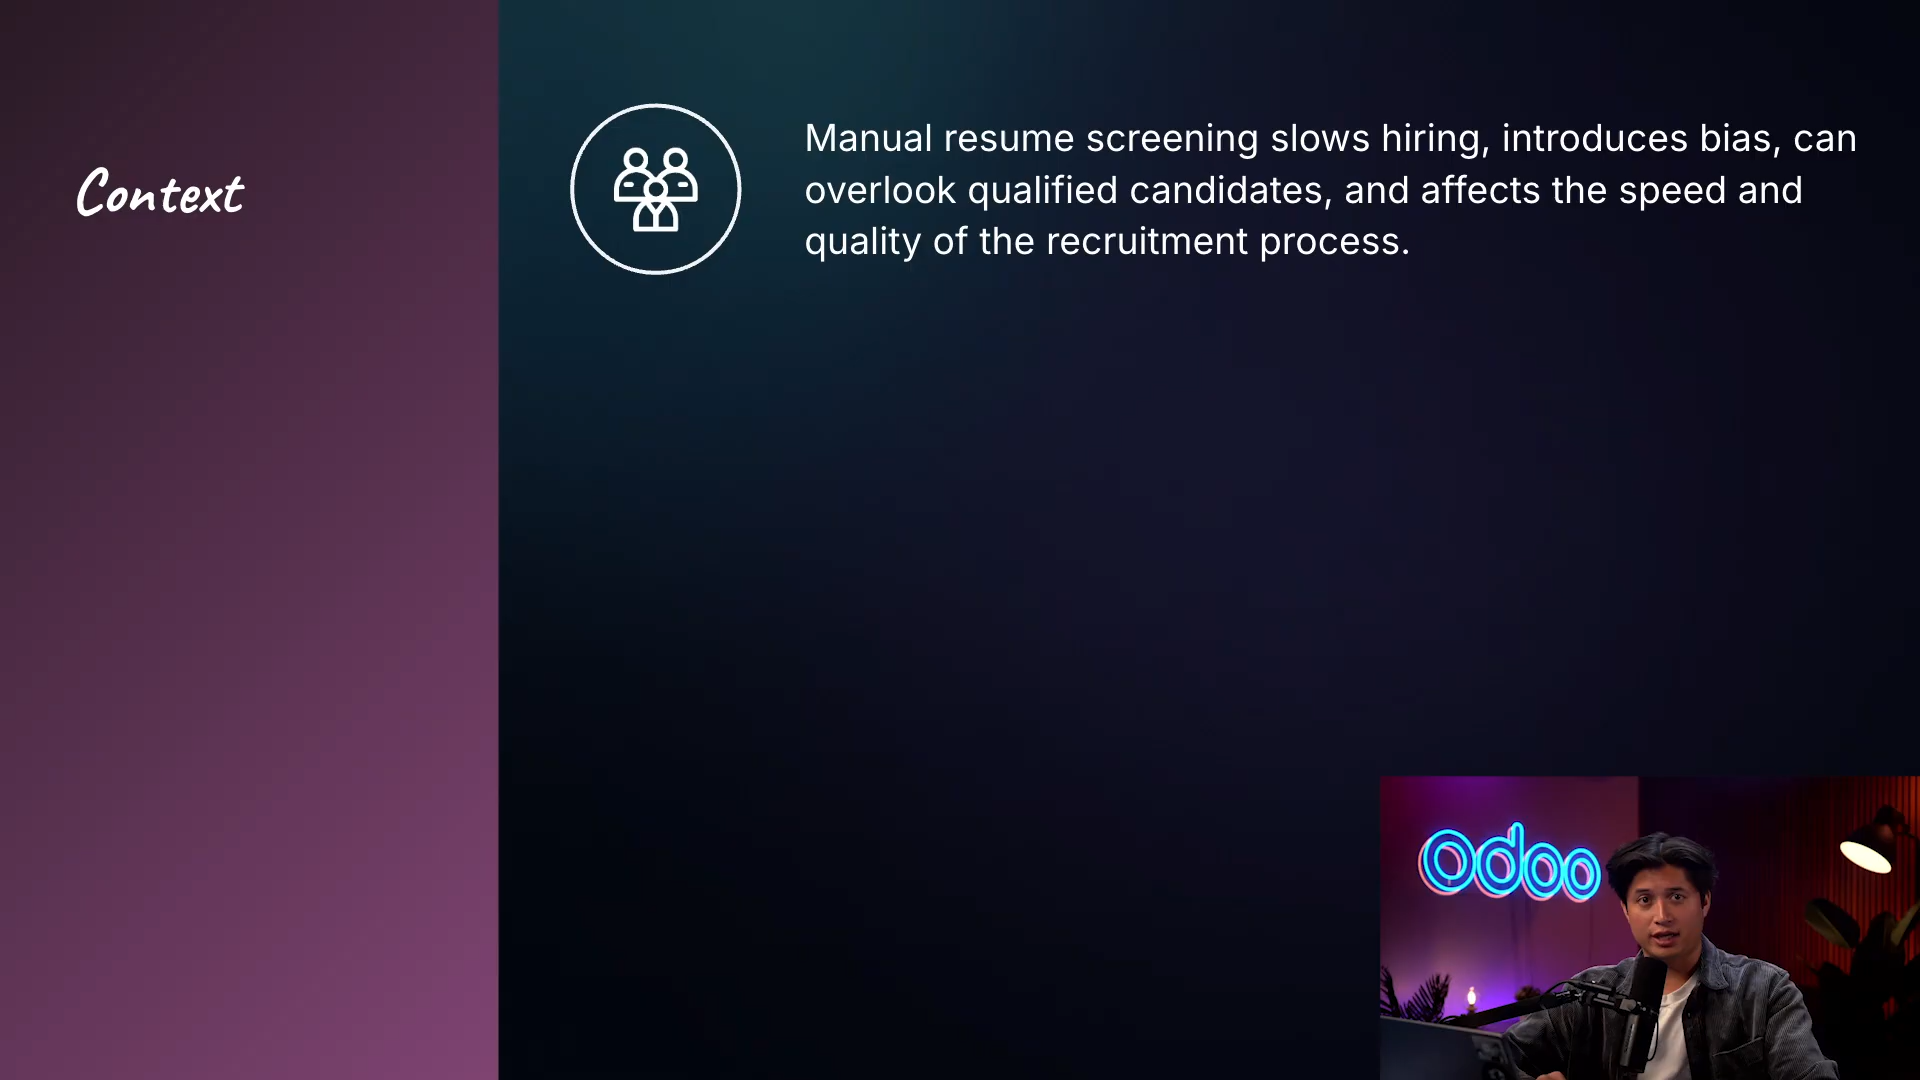 Context
Manual resume screening slows hiring, introduces bias, can
overlook qualified candidates, and affects the speed and
quality of the recruitment process.
odoo